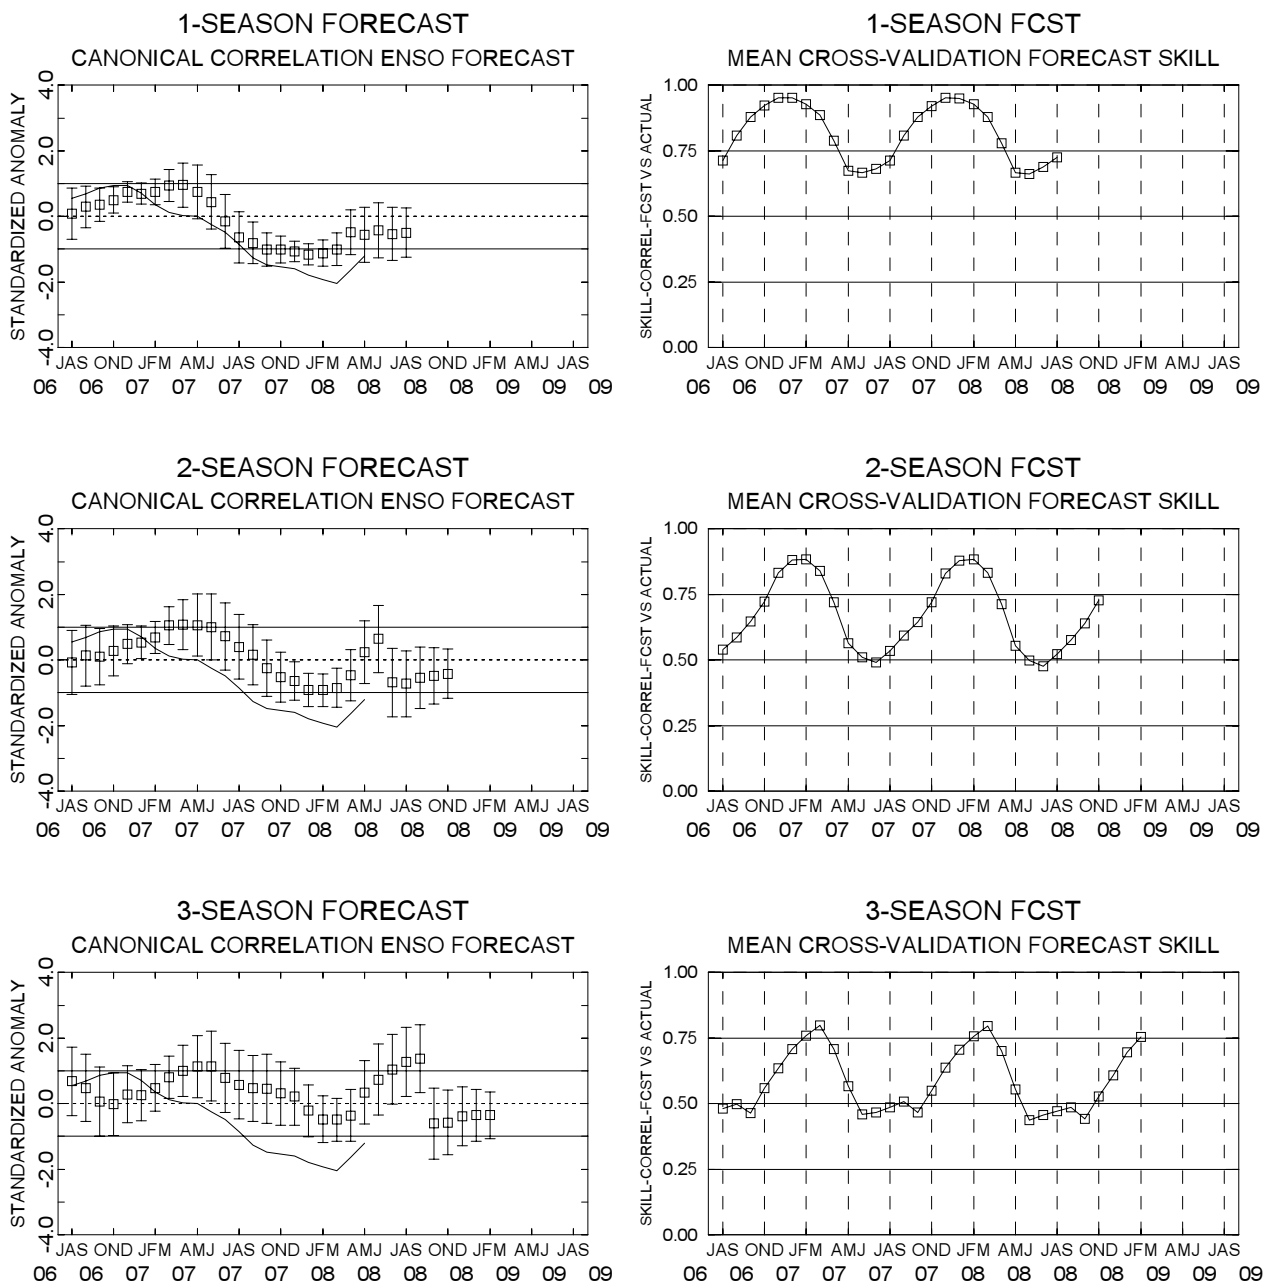 1-SEASON FORECAST
CANONICAL CORRELATION ENSO FORECAST
STANDARDIZED ANOMALY
4.0
2.0
0.0
-2.0
-4.0
JAS OND JFM AMJ JAS OND JFM AMJ JAS OND JFM AMJ JAS
06 06 07 07 07 07 08 08 08 08 09 09 09
1-SEASON FCST
MEAN CROSS-VALIDATION FORECAST SKILL
SKILL-CORREL-FCST VS ACTUAL
1.00
0.75
0.50
0.25
0.00
JAS OND JFM AMJ JAS OND JFM AMJ JAS OND JFM AMJ JAS
06 06 07 07 07 07 08 08 08 08 09 09 09
2-SEASON FORECAST
CANONICAL CORRELATION ENSO FORECAST
STANDARDIZED ANOMALY
4.0
2.0
0.0
-2.0
-4.0
JAS OND JFM AMJ JAS OND JFM AMJ JAS OND JFM AMJ JAS
06 06 07 07 07 07 08 08 08 08 09 09 09
2-SEASON FCST
MEAN CROSS-VALIDATION FORECAST SKILL
SKILL-CORREL-FCST VS ACTUAL
1.00
0.75
0.50
0.25
0.00
JAS OND JFM AMJ JAS OND JFM AMJ JAS OND JFM AMJ JAS
06 06 07 07 07 07 08 08 08 08 09 09 09
3-SEASON FORECAST
CANONICAL CORRELATION ENSO FORECAST
STANDARDIZED ANOMALY
4.0
2.0
0.0
-2.0
-4.0
JAS OND JFM AMJ JAS OND JFM AMJ JAS OND JFM AMJ JAS
06 06 07 07 07 07 08 08 08 08 09 09 09
3-SEASON FCST
MEAN CROSS-VALIDATION FORECAST SKILL
SKILL-CORREL-FCST VS ACTUAL
1.00
0.75
0.50
0.25
0.00
JAS OND JFM AMJ JAS OND JFM AMJ JAS OND JFM AMJ JAS
06 06 07 07 07 07 08 08 08 08 09 09 09